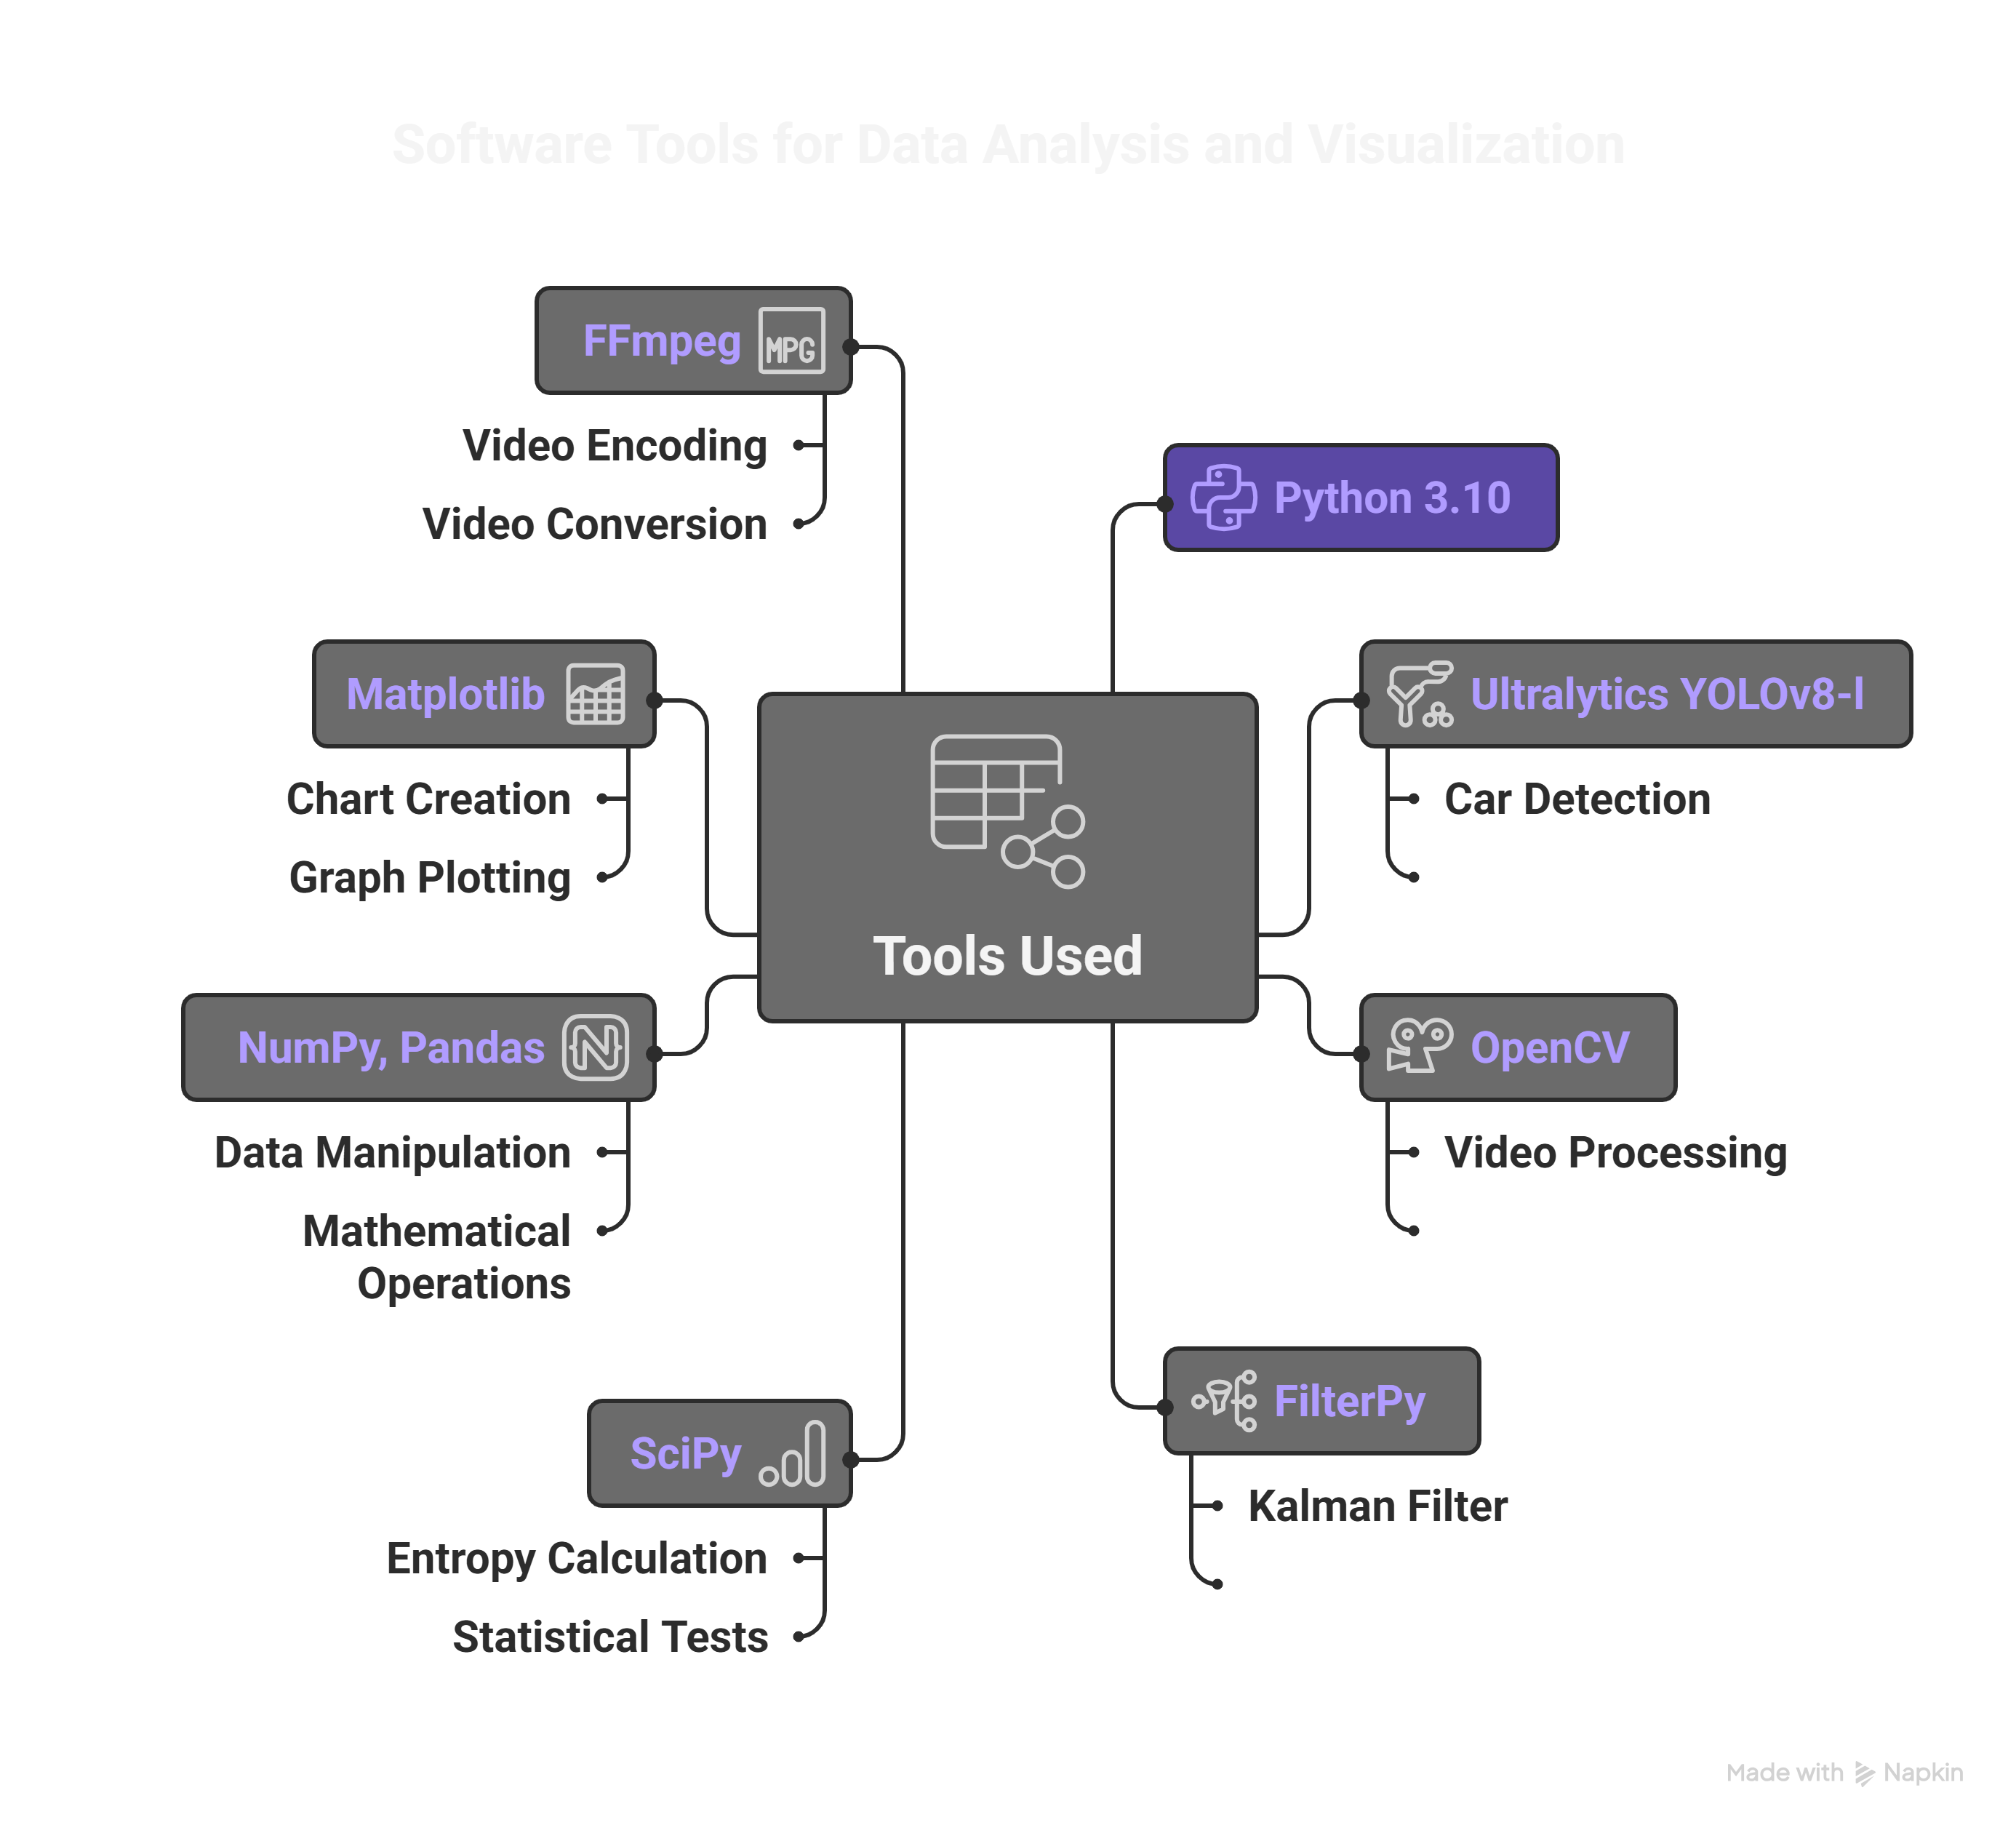 Software Tools for Data Analysis and Visualization
FFmpeg
MPG
Video Encoding
Video Conversion
Python 3.10
Matplotlib
Chart Creation
Graph Plotting
Ultralytics YOLOv8-l
Car Detection
Tools Used
NumPy, Pandas
N
Data Manipulation
Mathematical
Operations
OpenCV
Video Processing
SciPy
Entropy Calculation
Statistical Tests
FilterPy
Kalman Filter
Made with Napkin